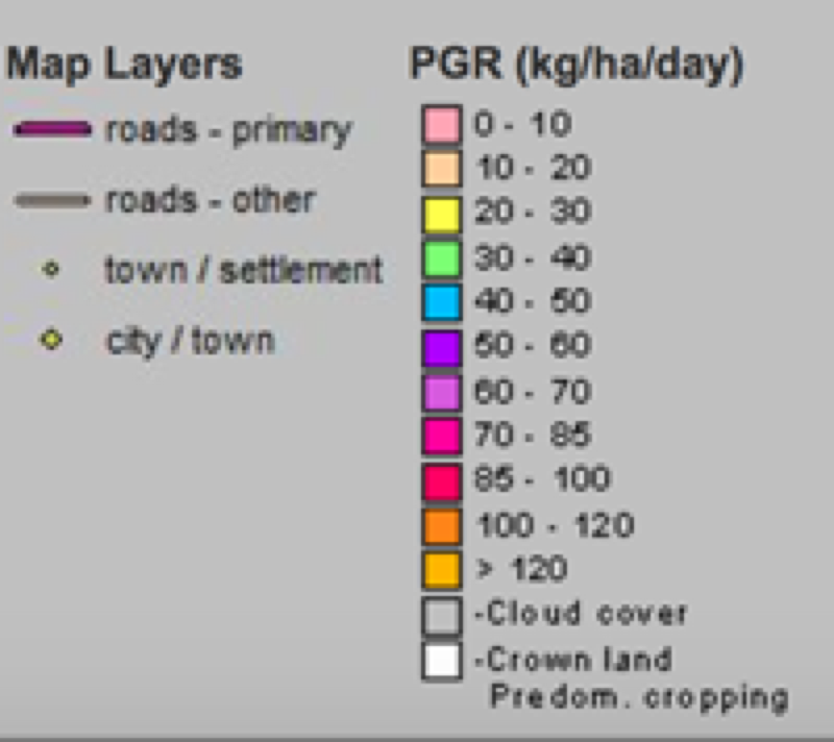 Map Layers
roads - primary
roads - other
town / settlement
city / town
PGR (kg/ha/day)
0 - 10
10 - 20
20 - 30
30 - 40
40 - 50
50 - 60
60 - 70
70 - 85
85 - 100
100 - 120
> 120
-Cloud cover
-Crown land
Predom. cropping